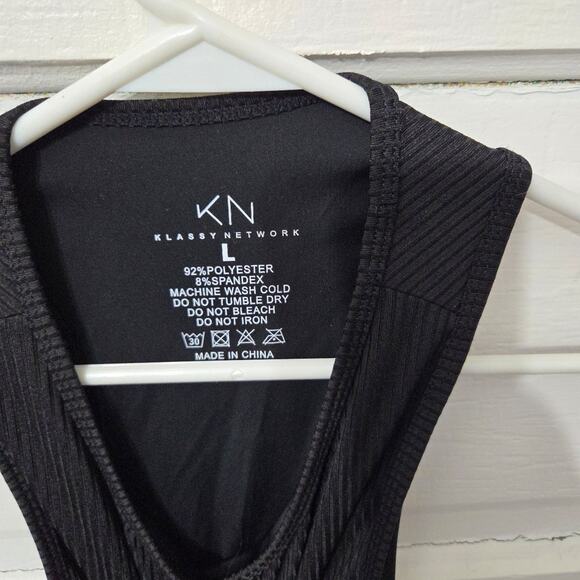 KN
KLASSY NETWORK
L
92%POLYESTER
8%SPANDEX
MACHINE WASH COLD
DO NOT TUMBLE DRY
DO NOT BLEACH
DO NOT IRON
30
MADE IN CHINA